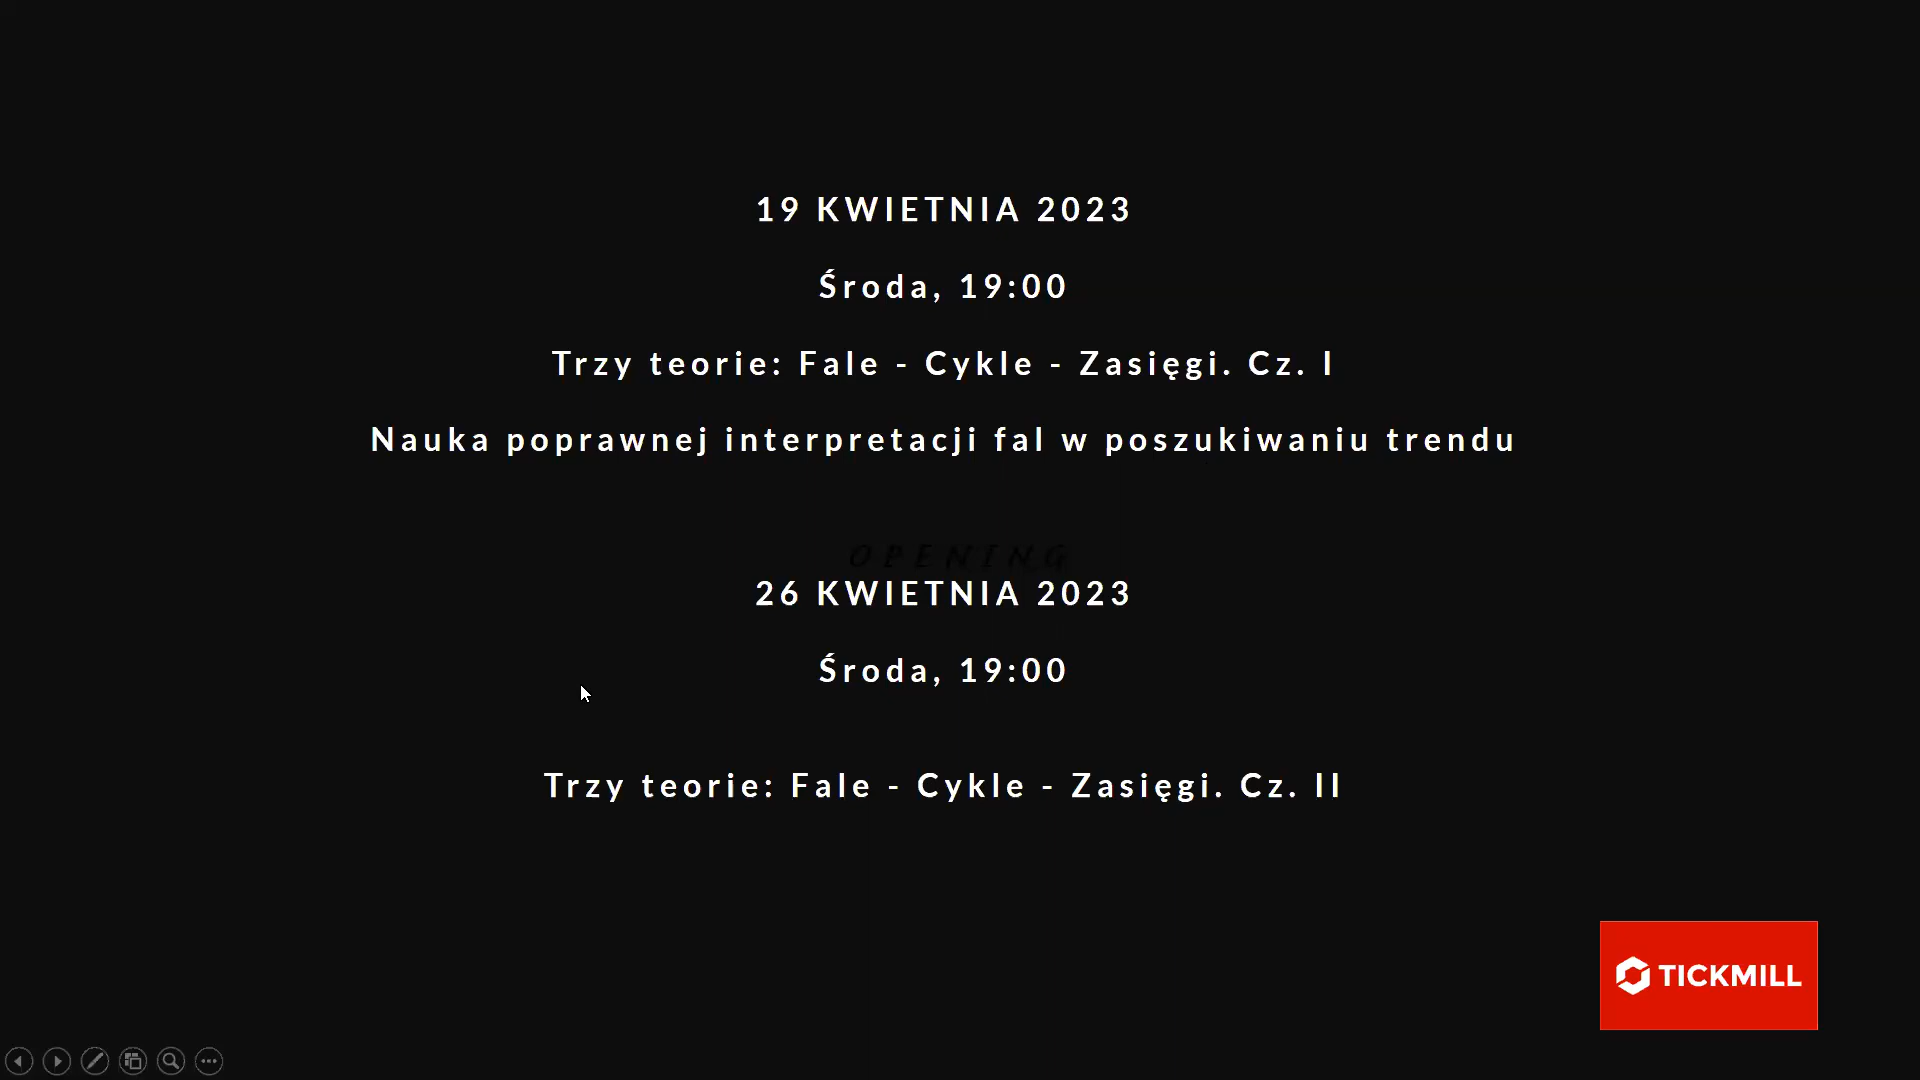 19 KWIETNIA 2023
Środa, 19:00
Trzy teorie: Fale - Cykle - Zasięgi. Cz. I
Nauka poprawnej interpretacji fal w poszukiwaniu trendu
OPENING
26 KWIETNIA 2023
Środa, 19:00
Trzy teorie: Fale - Cykle - Zasięgi. Cz. II
TICKMILL